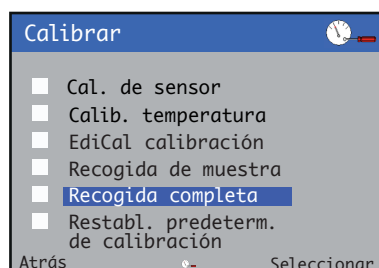 Calibrar
Cal. de sensor
Calib. temperatura
EdiCal calibración
Recogida de muestra
Recogida completa
Restabl. predeterm.
de calibración
Atrás Seleccionar